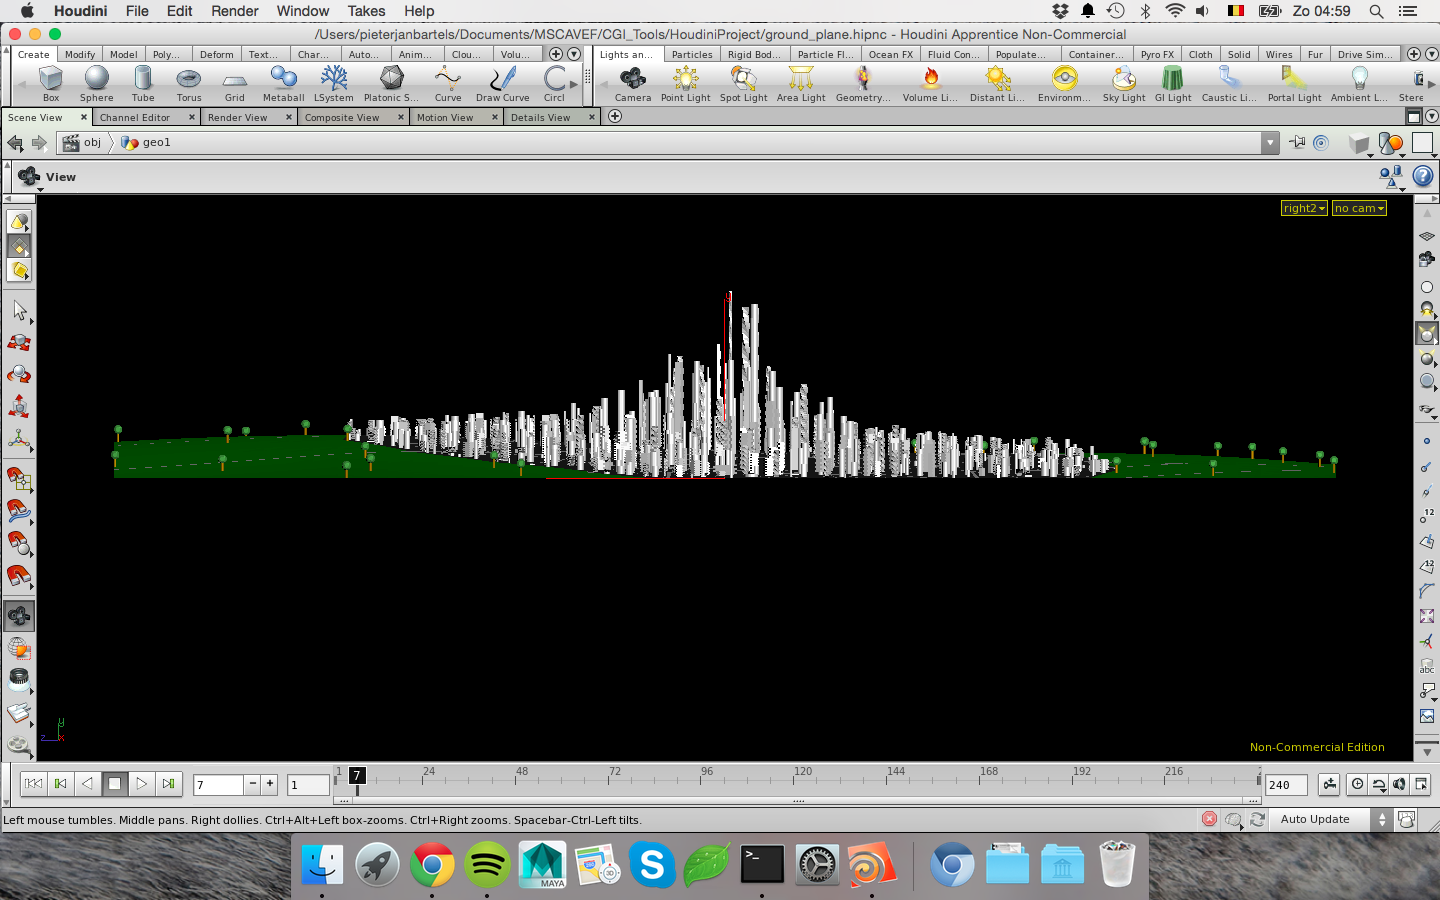 Houdini File Edit Render Window Takes Help Zo 04:59
/Users/pieterjanbartels/Documents/MSCAVEF/CGI_Tools/HoudiniProject/ground_plane.hipnc - Houdini Apprentice Non-Commercial
Create Modify Model Poly... Deform Text... Char... Auto... Anim... Clou... Volu... Lights an... Particles Rigid Bod... Particle Fl... Ocean FX Fluid Con... Populate... Container... Pyro FX Cloth Solid Wires Fur Drive Sim...
Box Sphere Tube Torus Grid Metaball LSystem Platonic S... Curve Draw Curve Circl Camera Point Light Spot Light Area Light Geometry... Volume Li... Distant Li... Environm... Sky Light GI Light Caustic Li... Portal Light Ambient L... Stere
Scene View Channel Editor Render View Composite View Motion View Details View
obj geo1
View
right2 no cam
12
12
abc
y
z x
Non-Commercial Edition
7 1 1 7 24 48 72 96 120 144 168 192 216 2 240
Left mouse tumbles. Middle pans. Right dollies. Ctrl+Alt+Left box-zooms. Ctrl+Right zooms. Spacebar-Ctrl-Left tilts. Auto Update
MAYA 3D